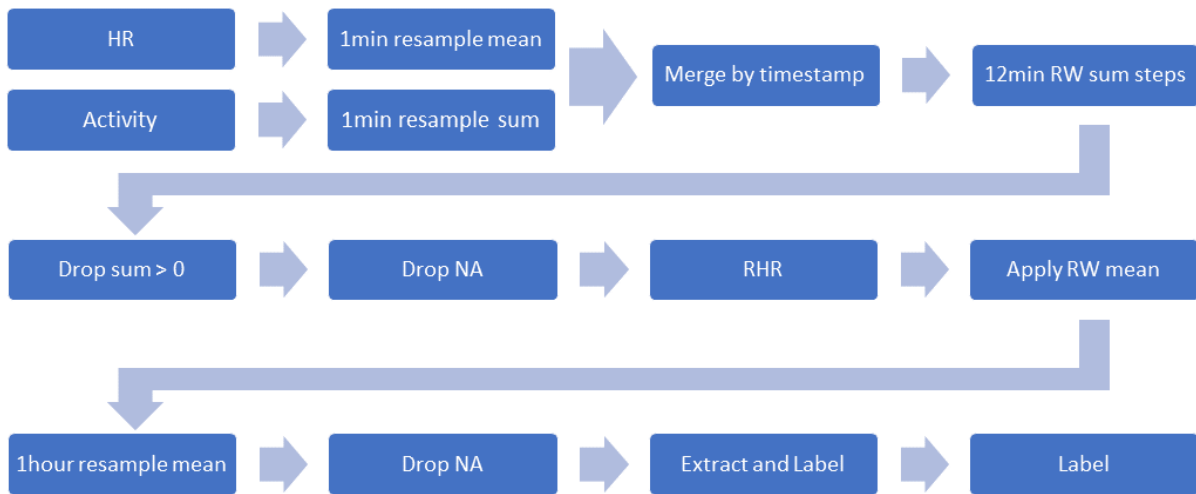 HR
1min resample mean
Activity
1min resample sum
Merge by timestamp
12min RW sum steps
Drop sum > 0
Drop NA
RHR
Apply RW mean
1hour resample mean
Drop NA
Extract and Label
Label